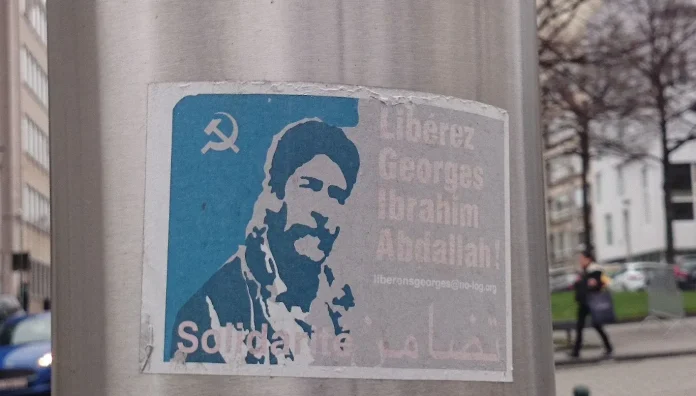 Libérez
Georges
Ibrahim
Abdallah!
liberonsgeorges@no-log.org
Solidarité تضامن